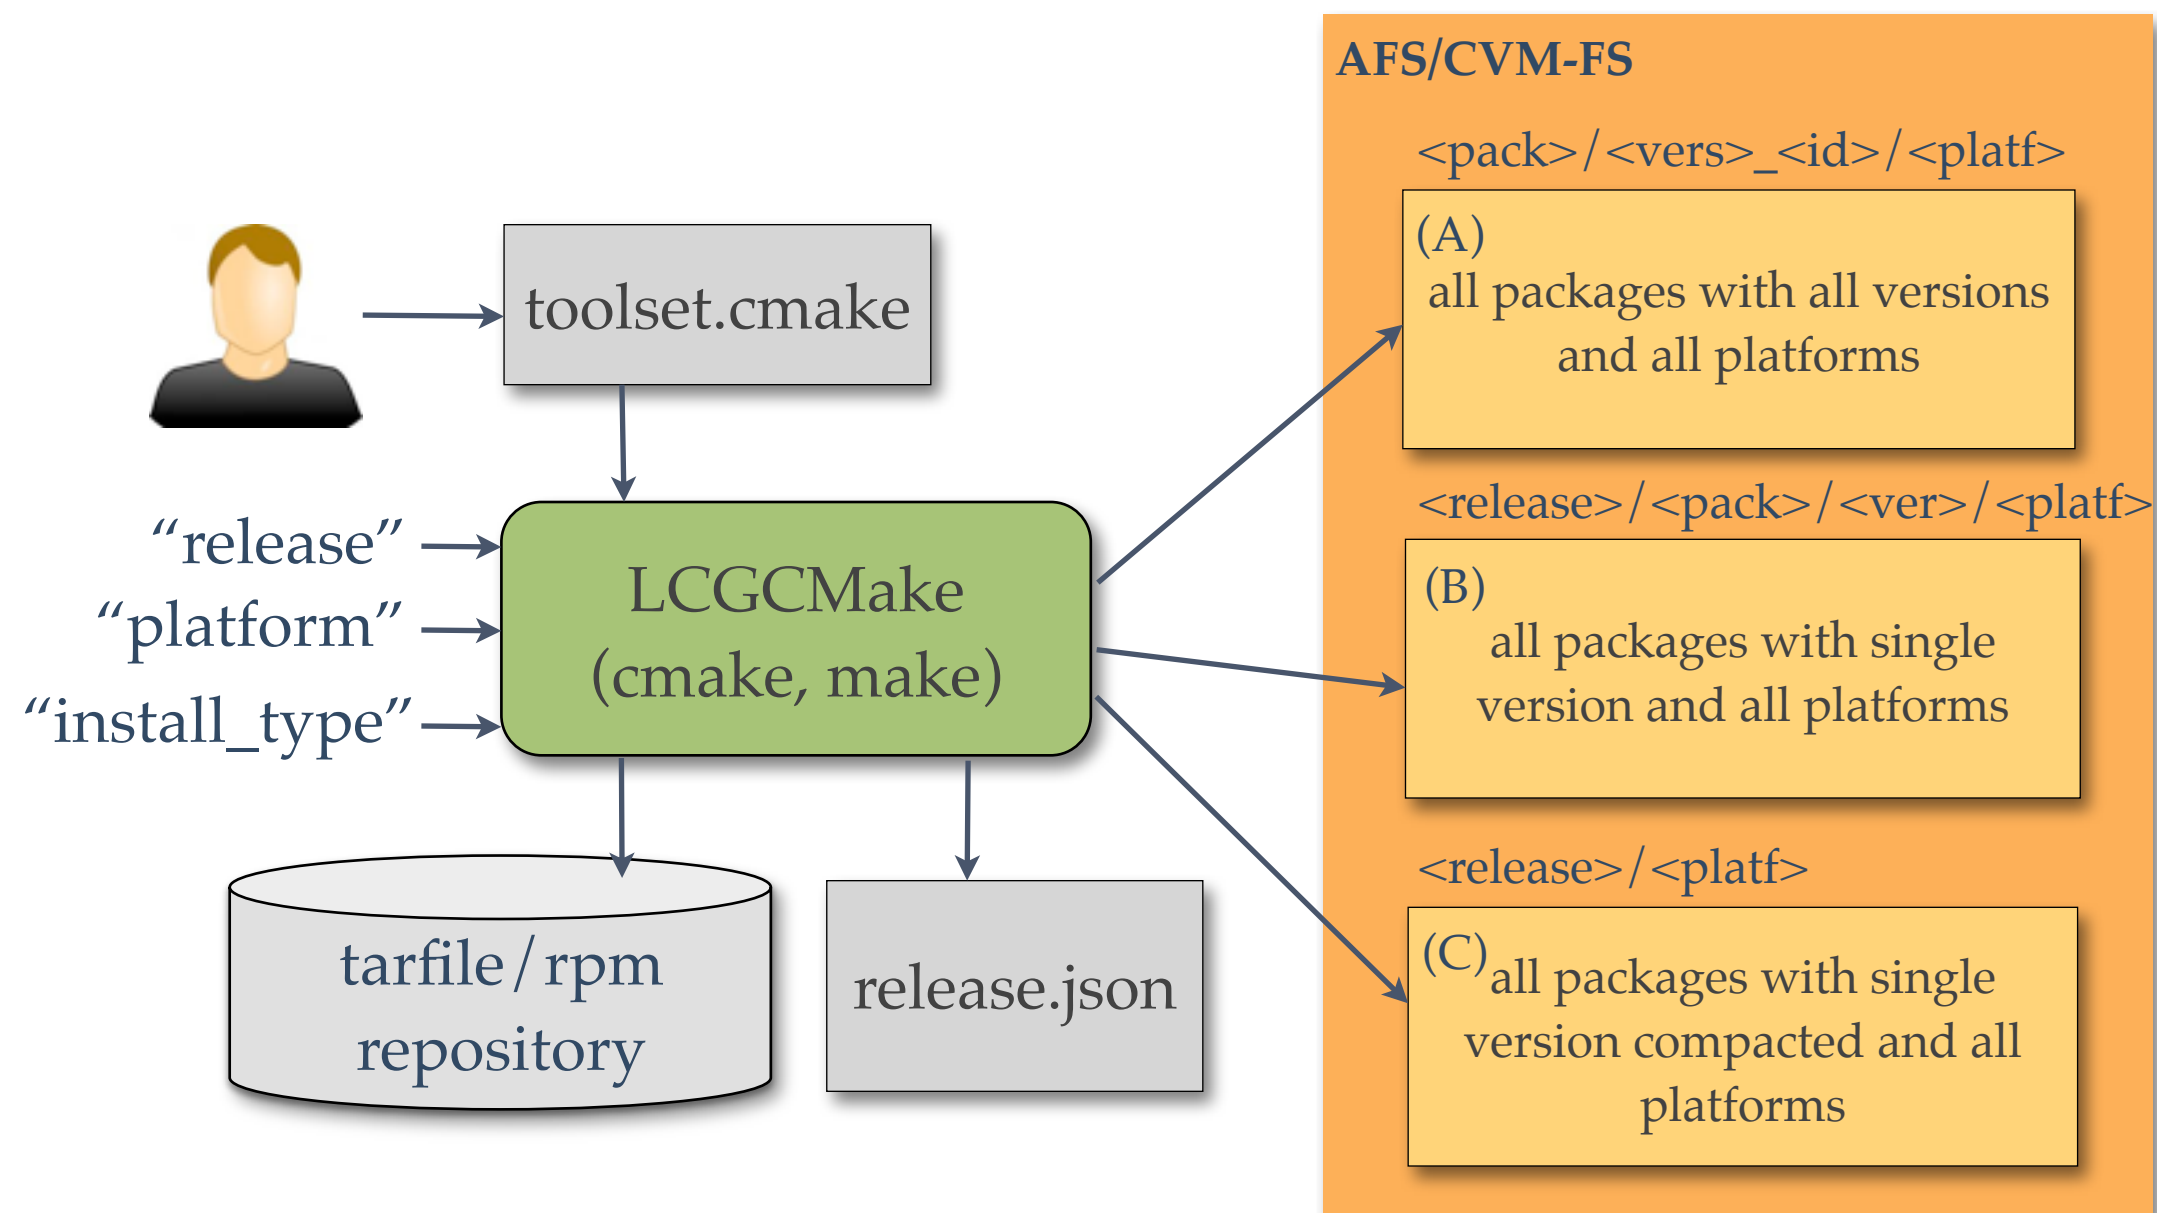 AFS/CVM-FS
<pack>/<vers>_<id>/<platf>
(A)
all packages with all versions
and all platforms
toolset.cmake
“release”
“platform”
“install_type”
LCGCMake
(cmake, make)
<release>/<pack>/<ver>/<platf>
(B)
all packages with single
version and all platforms
<release>/<platf>
(C)
all packages with single
version compacted and all
platforms
tarfile/rpm
repository
release.json